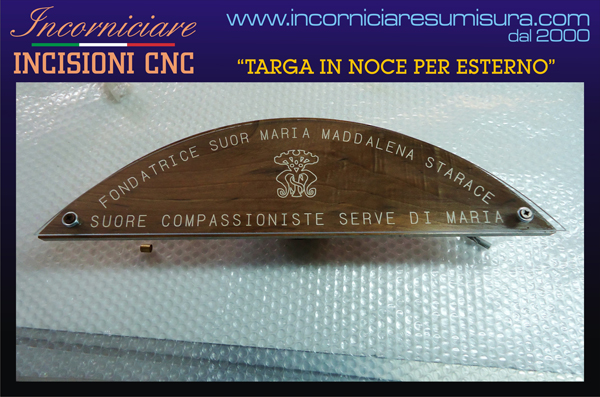 Incorniciare
INCISIONI CNC
www.incorniciaresumisura.com
dal 2000
“TARGA IN NOCE PER ESTERNO”
FONDATRICE SUOR MARIA MADDALENA STARACE
SUORE COMPASSIONISTE SERVE DI MARIA